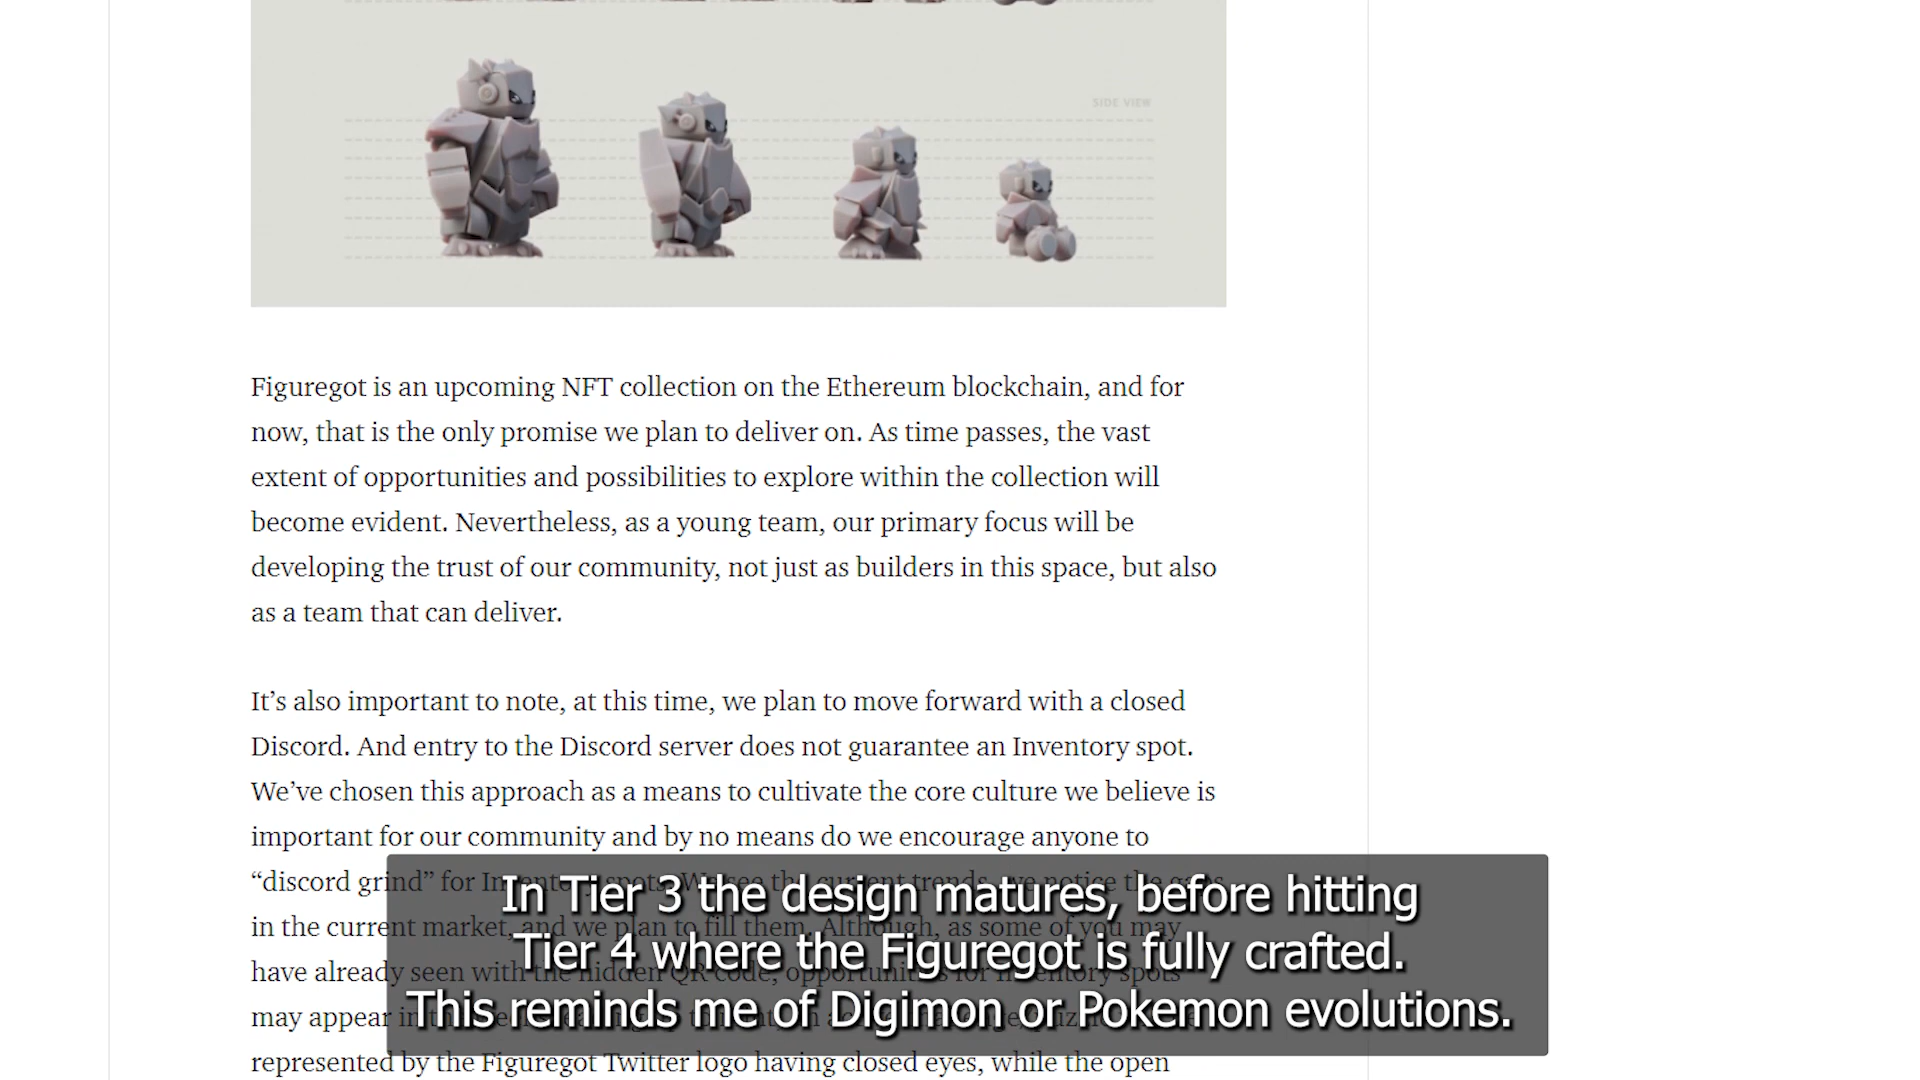 SIDE VIEW
Figuregot is an upcoming NFT collection on the Ethereum blockchain, and for
now, that is the only promise we plan to deliver on. As time passes, the vast
extent of opportunities and possibilities to explore within the collection will
become evident. Nevertheless, as a young team, our primary focus will be
developing the trust of our community, not just as builders in this space, but also
as a team that can deliver.
It’s also important to note, at this time, we plan to move forward with a closed
Discord. And entry to the Discord server does not guarantee an Inventory spot.
We’ve chosen this approach as a means to cultivate the core culture we believe is
important for our community and by no means do we encourage anyone to
“discord grind” for Inventory spots. We see the current trends, we notice the gaps
in the current market, and we plan to fill them. Although, as some of you may
have already seen with the hidden QR code, opportunities for inventory spots
may appear in
represented by the Figuregot Twitter logo having closed eyes, while the open
In Tier 3 the design matures, before hitting
Tier 4 where the Figuregot is fully crafted.
This reminds me of Digimon or Pokemon evolutions.